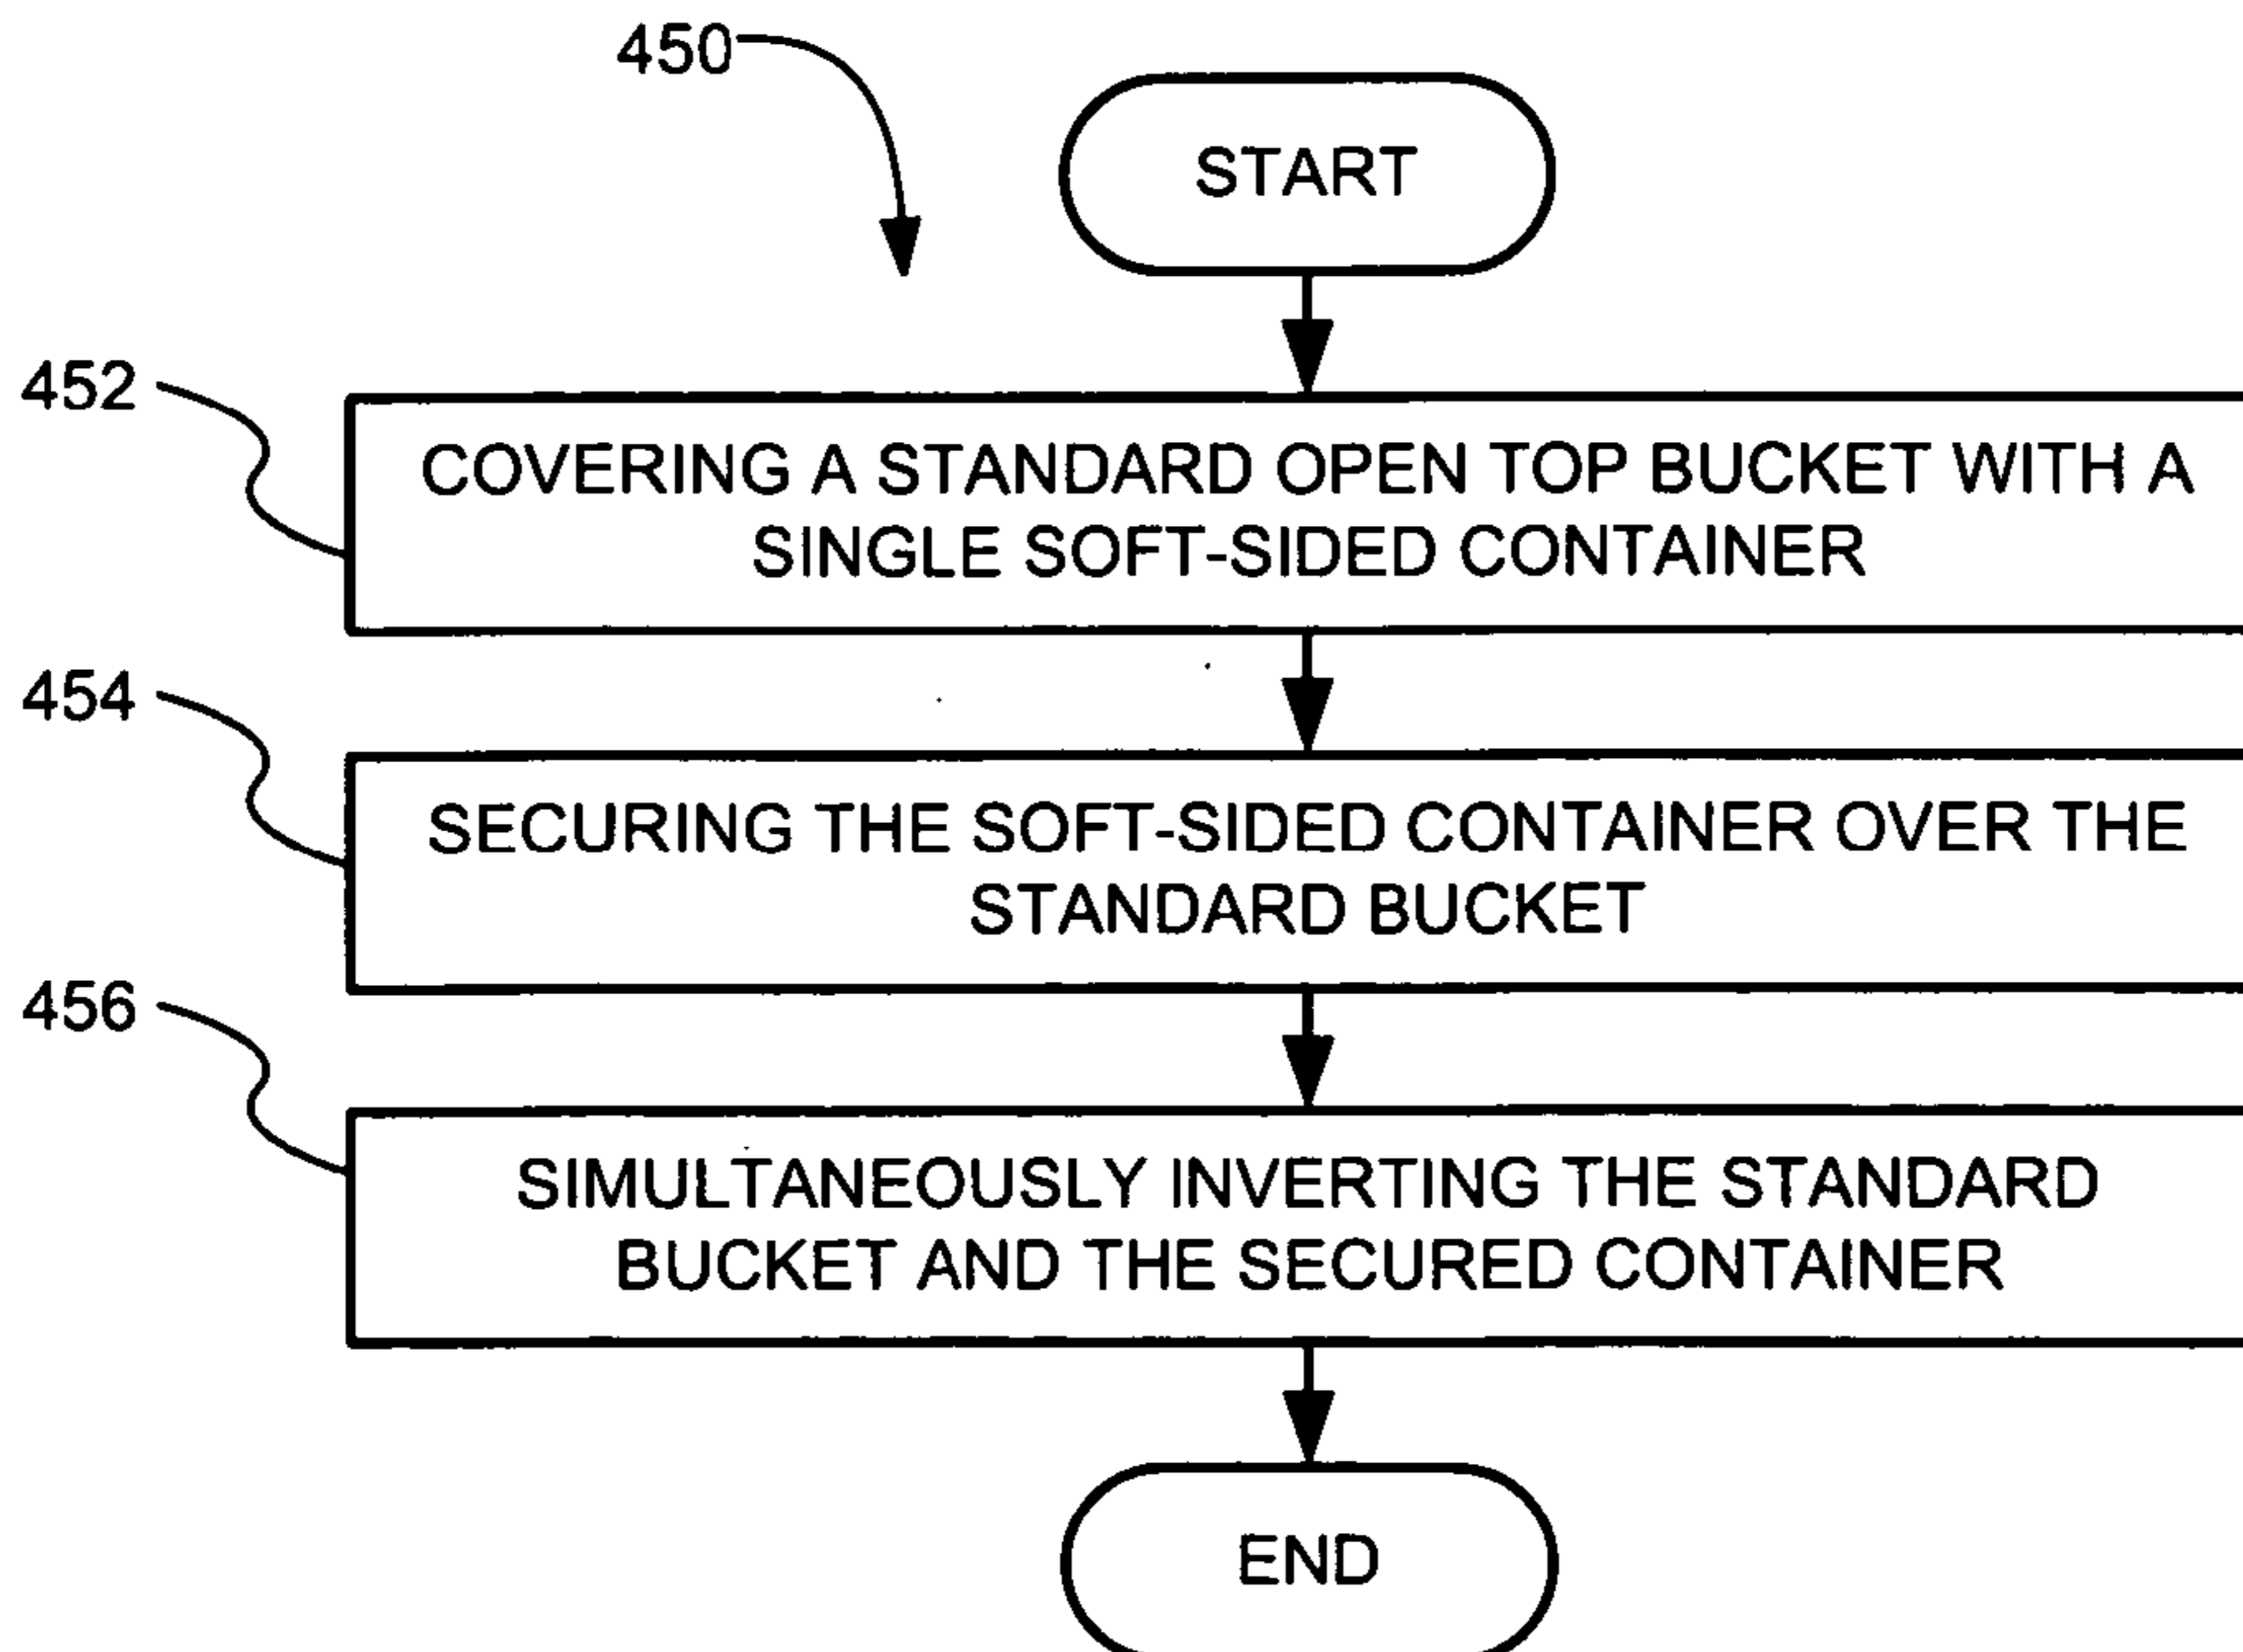 450
START
452
COVERING A STANDARD OPEN TOP BUCKET WITH A
SINGLE SOFT-SIDED CONTAINER
454
SECURING THE SOFT-SIDED CONTAINER OVER THE
STANDARD BUCKET
456
SIMULTANEOUSLY INVERTING THE STANDARD
BUCKET AND THE SECURED CONTAINER
END